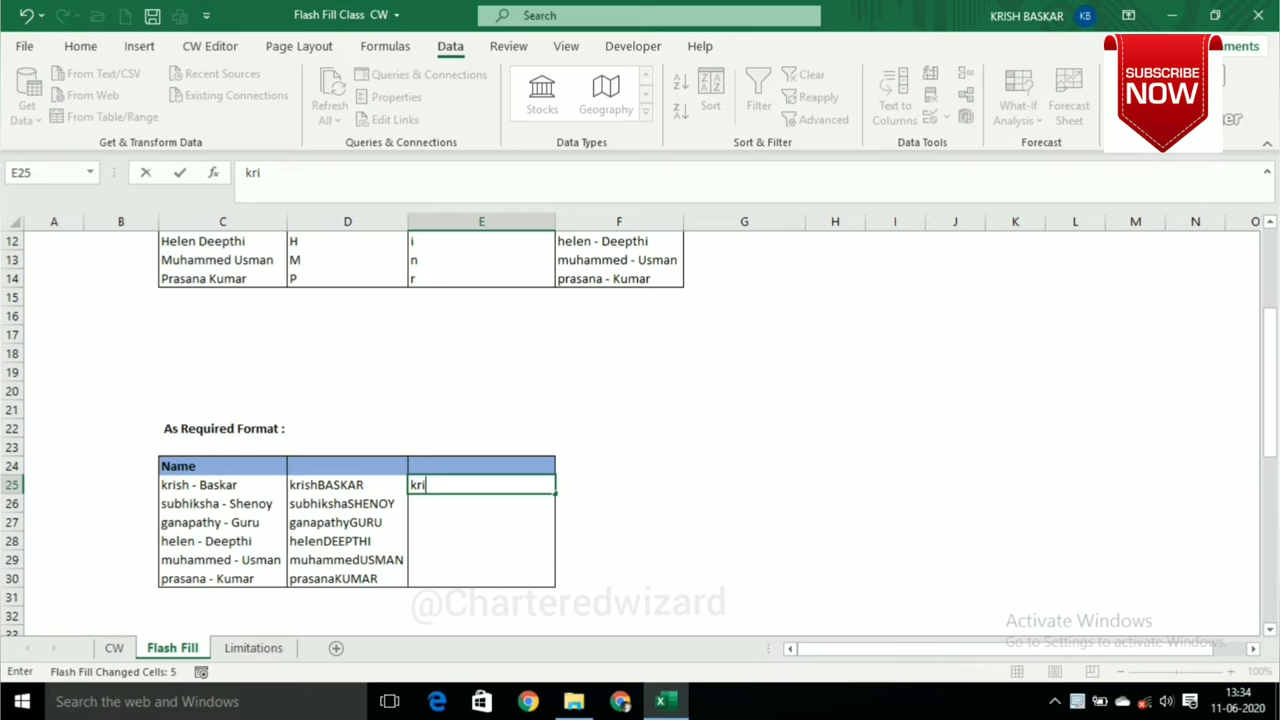 Flash Fill Class CW
Search
KRISH BASKAR KB
File Home Insert CW Editor Page Layout Formulas Data Review View Developer Help
SUBSCRIBE
NOW
Get Data
From Text/CSV
From Web
From Table/Range
Recent Sources
Existing Connections
Get & Transform Data
Refresh All
Queries & Connections
Properties
Edit Links
Queries & Connections
Stocks Geography
Data Types
Sort
Filter
Clear
Reapply
Advanced
Sort & Filter
Text to Columns
Data Tools
What-If Analysis
Forecast Sheet
Forecast
E25 fx kri
A B C D E F G H I J K L M N O
12 Helen Deepthi H i helen - Deepthi
13 Muhammed Usman M n muhammed - Usman
14 Prasana Kumar P r prasana - Kumar
15
16
17
18
19
20
21
22 As Required Format :
23
24 Name
25 krish - Baskar krishBASKAR kri
26 subhiksha - Shenoy subhikshaSHENOY
27 ganapathy - Guru ganapathyGURU
28 helen - Deepthi helenDEEPTHI
29 muhammed - Usman muhammedUSMAN
30 prasana - Kumar prasanaKUMAR
31
32
@Charteredwizard
Activate Windows
Go to Settings to activate Windows.
CW Flash Fill Limitations
Enter Flash Fill Changed Cells: 5 100%
Search the web and Windows
13:34
11-06-2020